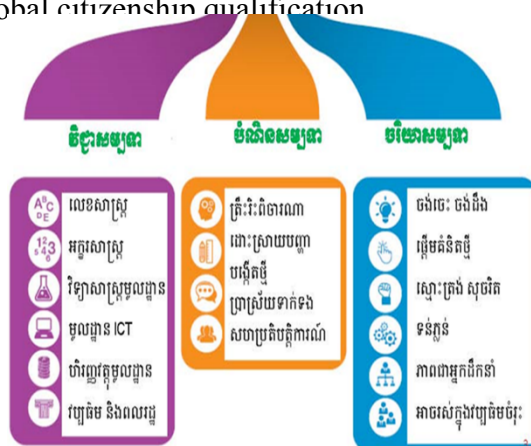 obal citizenship qualification
វិជ្ជាសម្បទា
បំណិនសម្បទា
ចរិយាសម្បទា
ABC
DE
លេខសាស្ត្រ
123
456
អក្ខរសាស្ត្រ
វិទ្យាសាស្ត្រមូលដ្ឋាន
មូលដ្ឋាន ICT
ហិរញ្ញវត្ថុមូលដ្ឋាន
វប្បធម៌ និងពលរដ្ឋ
ត្រិះរិះពិចារណា
ដោះស្រាយបញ្ហា
បង្កើតថ្មី
ប្រាស្រ័យទាក់ទង
សហប្រតិបត្តិការណ៍
ចង់ចេះ ចង់ដឹង
ផ្តើមគំនិតថ្មី
ស្មោះត្រង់ សុចរិត
ទន់ភ្លន់
ភាពជាអ្នកដឹកនាំ
អាចរស់ក្នុងវប្បធម៌ចំរុះ